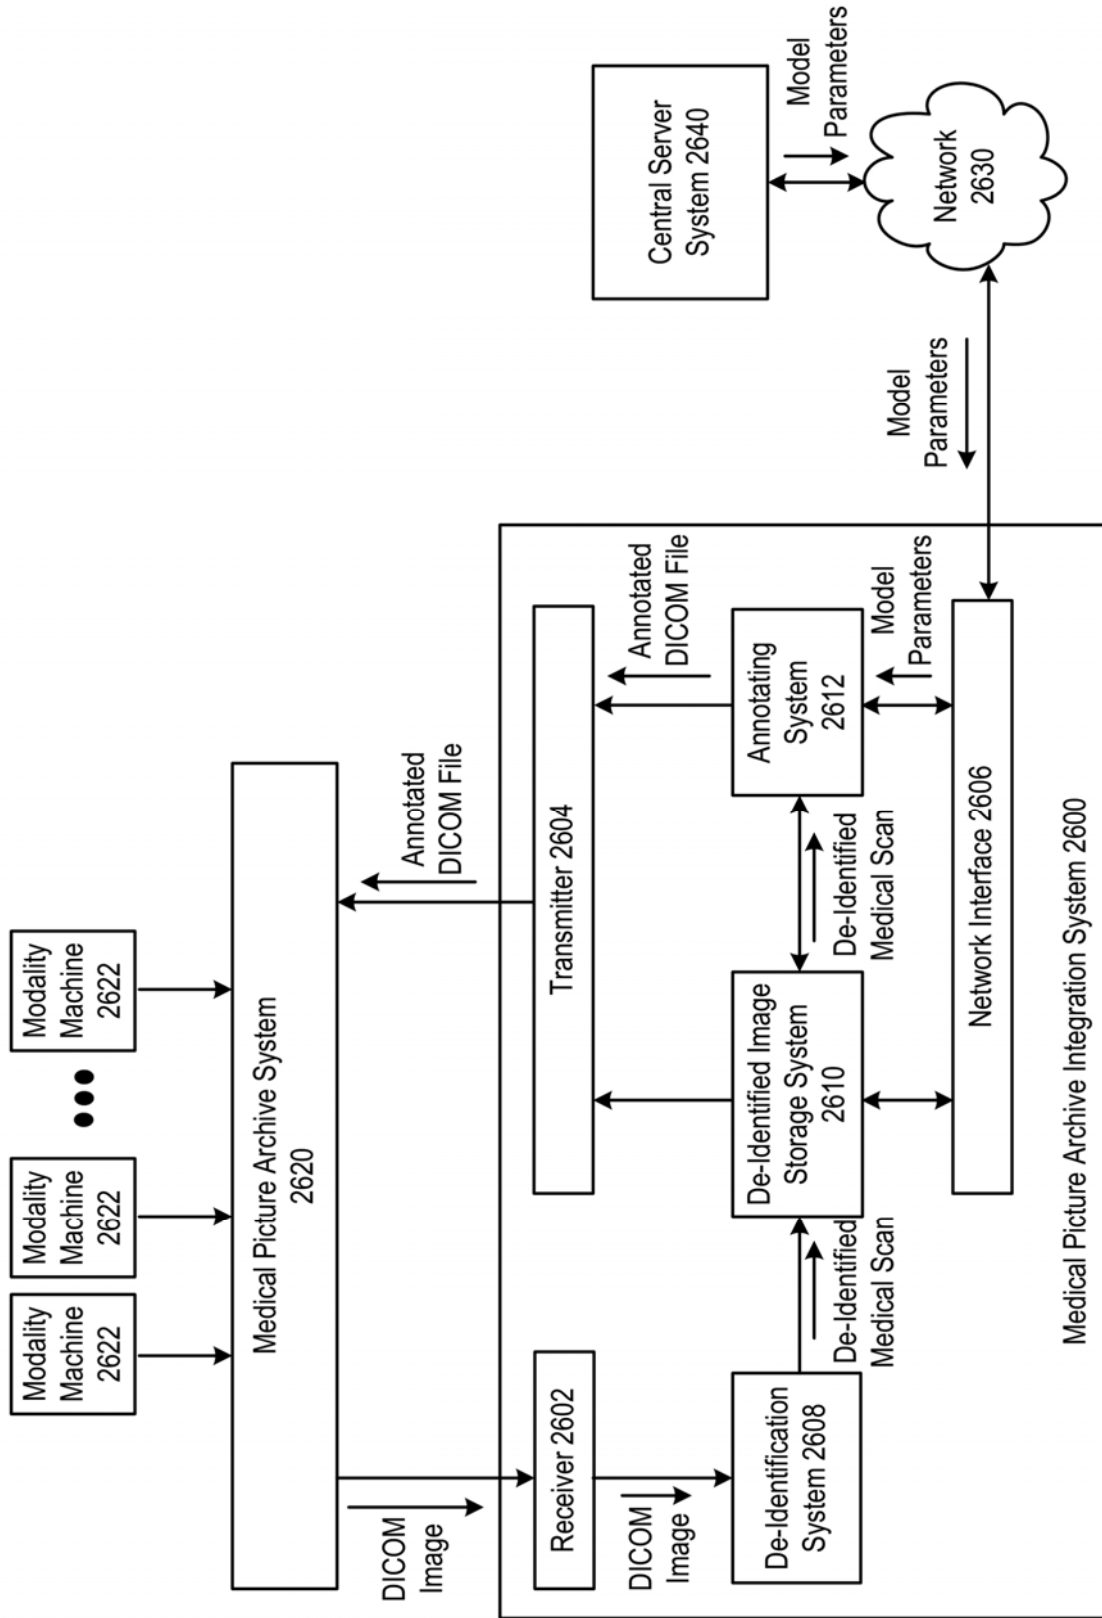 Modality
Machine
2622
Modality
Machine
2622
Modality
Machine
2622
Medical Picture Archive System
2620
DICOM
Image
Annotated
DICOM File
Receiver 2602
Transmitter 2604
DICOM
Image
Annotated
DICOM File
De-Identification
System 2608
De-Identified
Medical Scan
De-Identified Image
Storage System
2610
De-Identified
Medical Scan
Annotating
System
2612
Model
Parameters
Network Interface 2606
Medical Picture Archive Integration System 2600
Model
Parameters
Central Server
System 2640
Model
Parameters
Network
2630